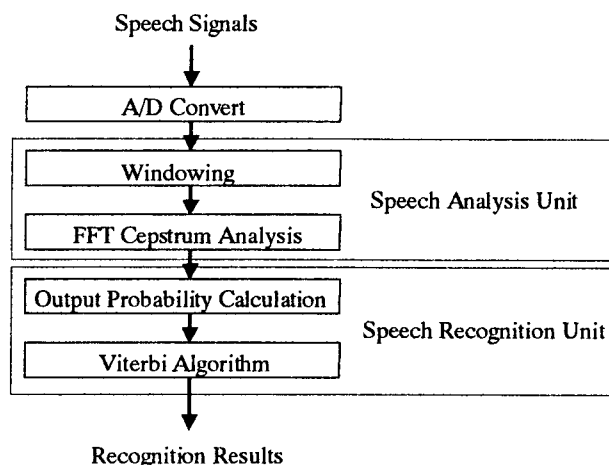 Speech Signals
A/D Convert
Windowing
Speech Analysis Unit
FFT Cepstrum Analysis
Output Probability Calculation
Speech Recognition Unit
Viterbi Algorithm
Recognition Results